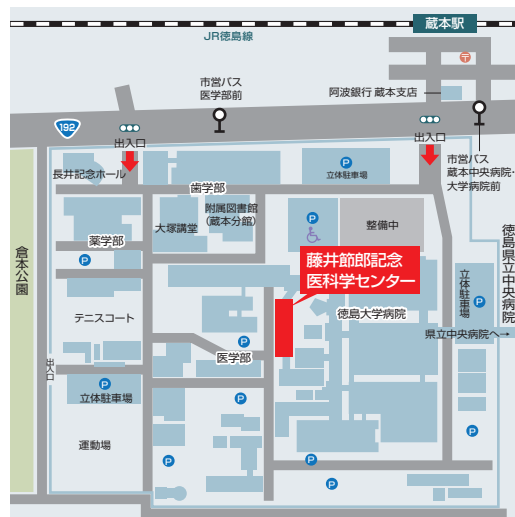 蔵本駅
JR徳島線
〒
市営バス
医学部前
阿波銀行 蔵本支店
192
出入口
出入口
市営バス
蔵本中央病院・
大学病院前
長井記念ホール
P
立体駐車場
歯学部
附属図書館
(蔵本分館)
大塚講堂
P
整備中
薬学部
P
倉本公園
藤井節郎記念
医科学センター
徳島県立中央病院
立体駐車場
P
テニスコート
徳島大学病院
県立中央病院へ→
P
医学部
出入口
P
立体駐車場
P
運動場
P
P
P
P